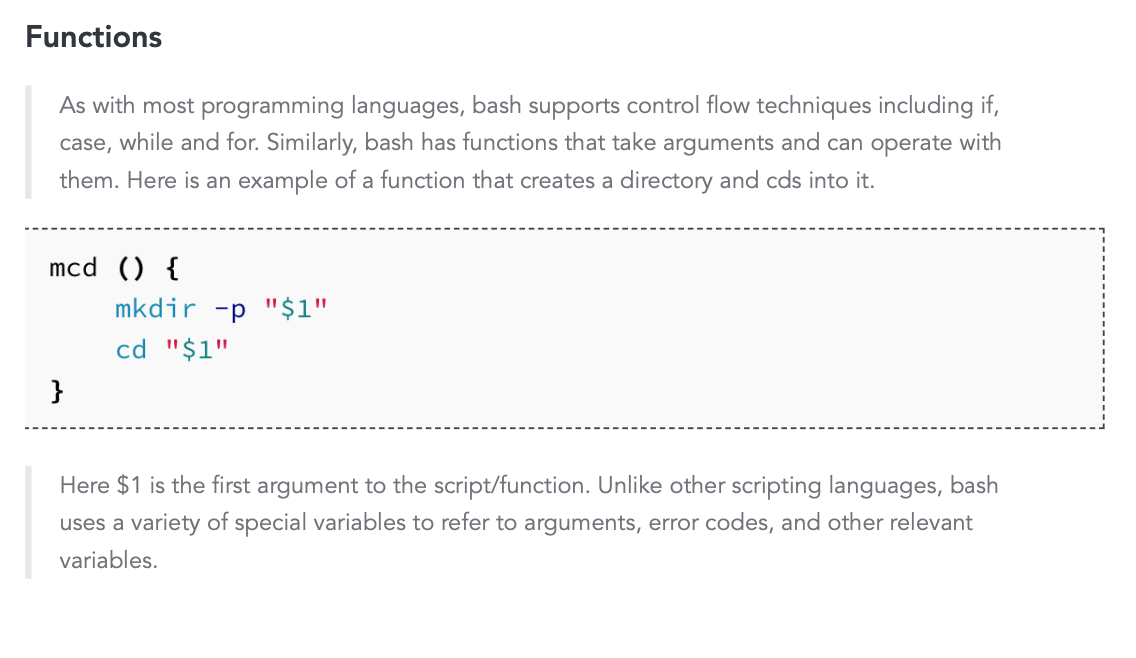 Functions
As with most programming languages, bash supports control flow techniques including if,
case, while and for. Similarly, bash has functions that take arguments and can operate with
them. Here is an example of a function that creates a directory and cds into it.
mcd () {
    mkdir -p "$1"
    cd "$1"
}
Here $1 is the first argument to the script/function. Unlike other scripting languages, bash
uses a variety of special variables to refer to arguments, error codes, and other relevant
variables.